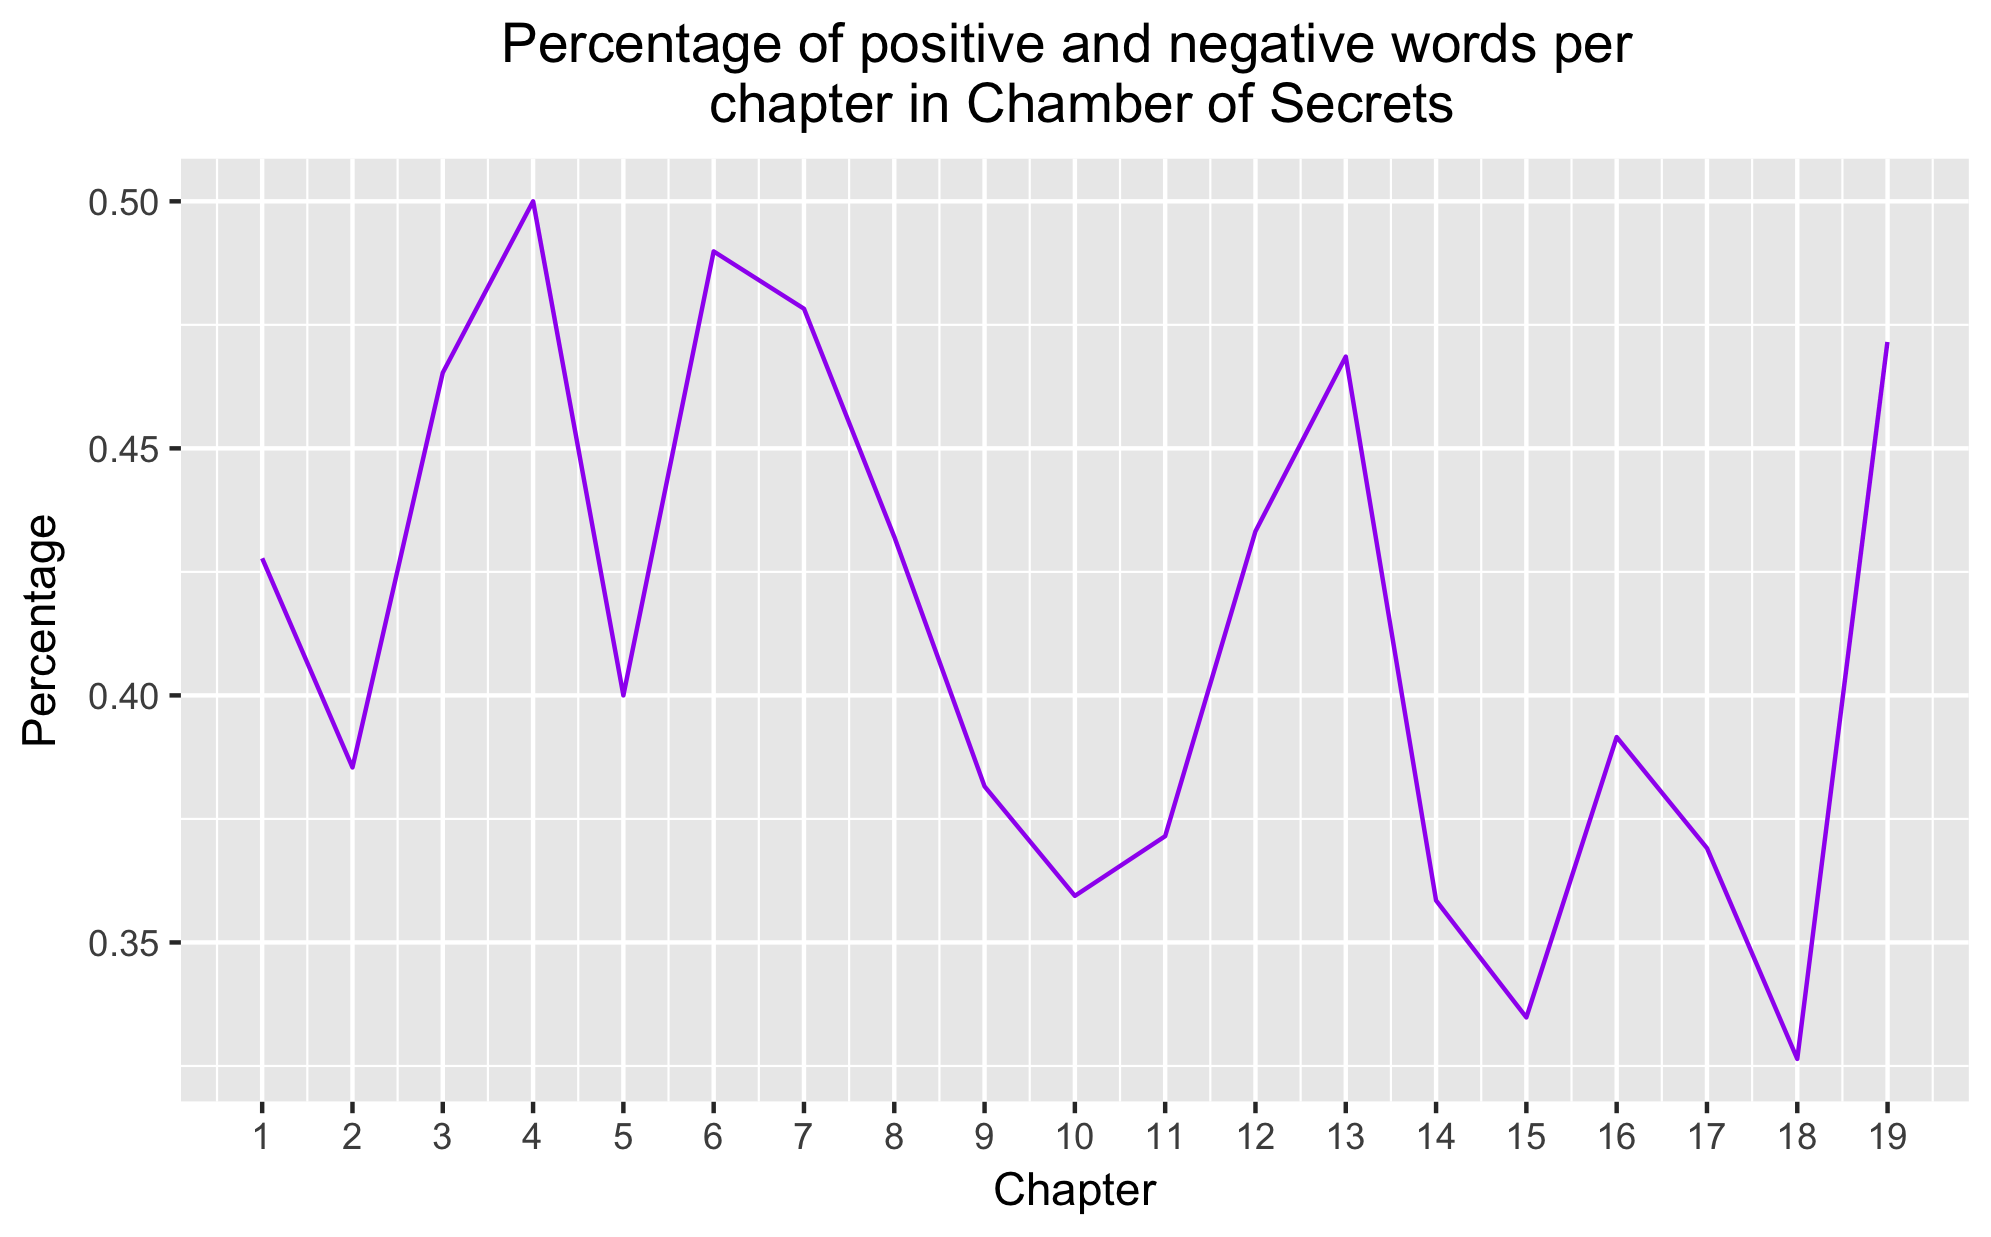 Percentage of positive and negative words per
chapter in Chamber of Secrets
Percentage
0.50
0.45
0.40
0.35
1 2 3 4 5 6 7 8 9 10 11 12 13 14 15 16 17 18 19
Chapter